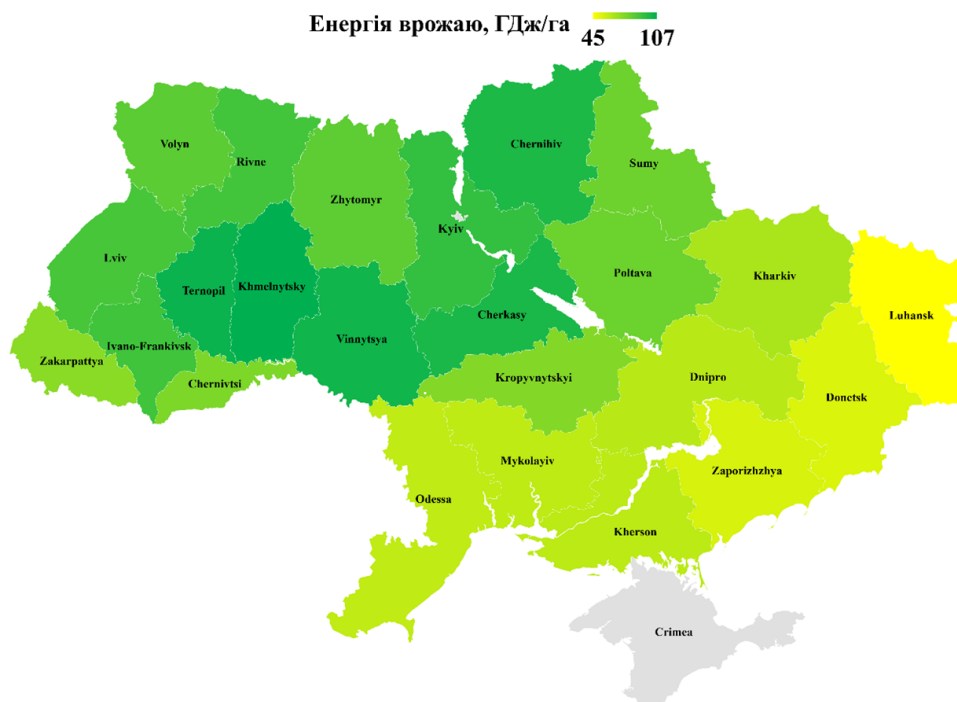 Енергія врожаю, ГДж/га
45 107
Chernihiv
Volyn
Rivne
Sumy
Zhytomyr
Kyiv
Lviv
Poltava
Kharkiv
Ternopil
Khmelnytsky
Cherkasy
Luhansk
Vinnytsya
Ivano-Frankivsk
Zakarpattya
Chernivtsi
Kropyvnytskyi
Dnipro
Donetsk
Mykolayiv
Zaporizhzhya
Odessa
Kherson
Crimea